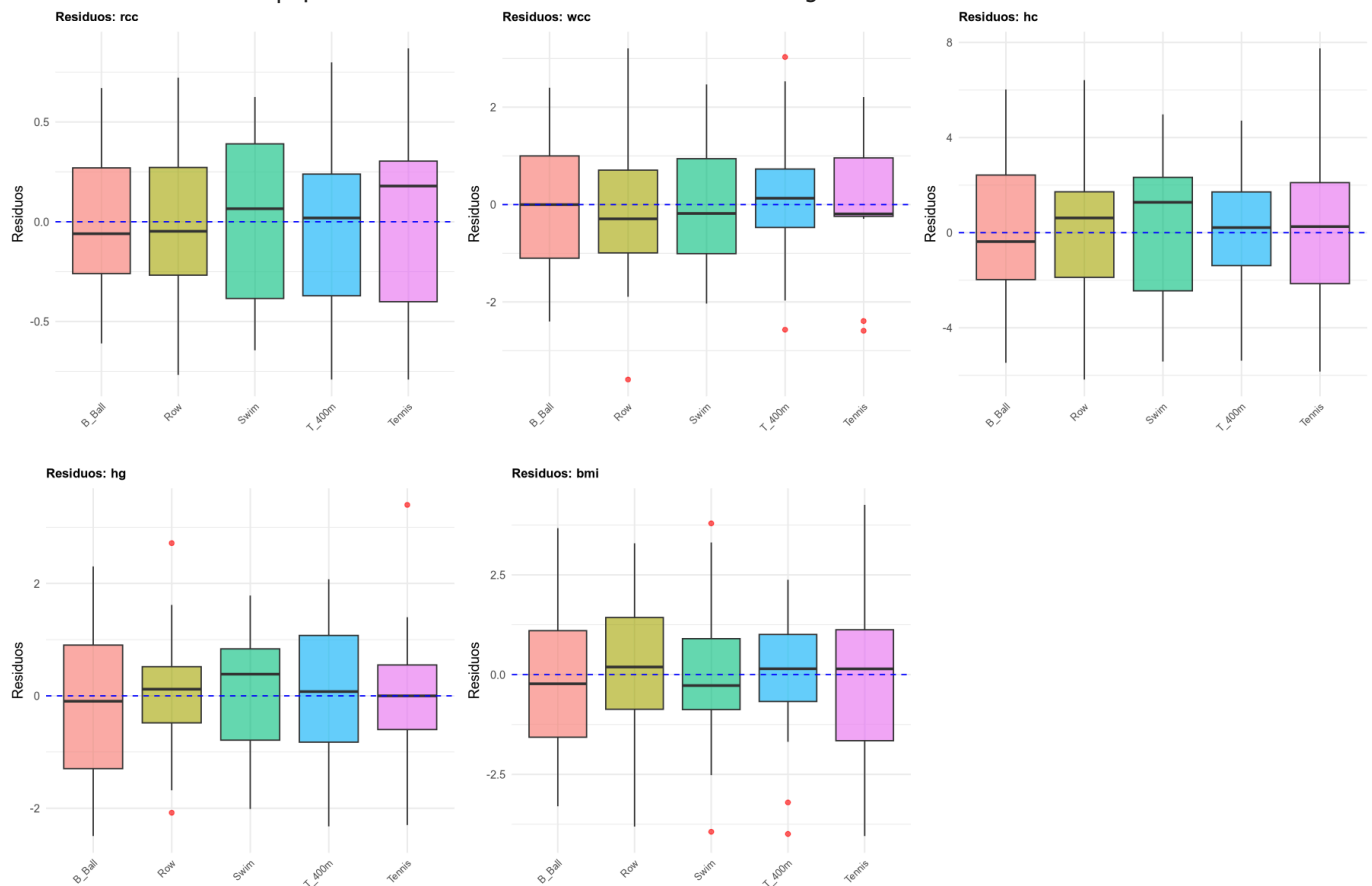 Residuos: rcc
Residuos
0.5
0.0
-0.5
B_Ball
Row
Swim
T_400m
Tennis
Residuos: wcc
Residuos
2
0
-2
B_Ball
Row
Swim
T_400m
Tennis
Residuos: hc
Residuos
8
4
0
-4
B_Ball
Row
Swim
T_400m
Tennis
Residuos: hg
Residuos
2
0
-2
B_Ball
Row
Swim
T_400m
Tennis
Residuos: bmi
Residuos
2.5
0.0
-2.5
B_Ball
Row
Swim
T_400m
Tennis